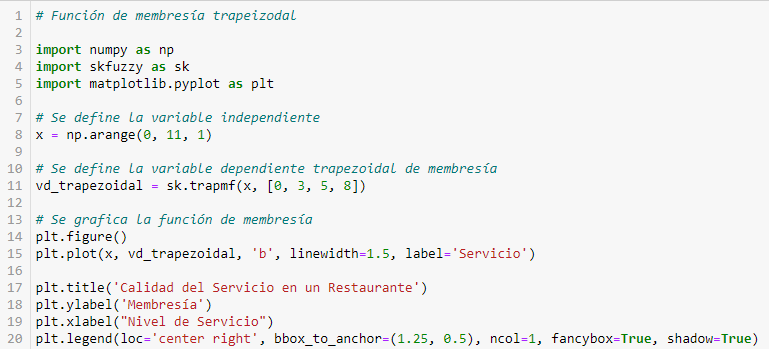 1 # Función de membresía trapeizodal
2
3 import numpy as np
4 import skfuzzy as sk
5 import matplotlib.pyplot as plt
6
7 # Se define la variable independiente
8 x = np.arange(0, 11, 1)
9
10 # Se define la variable dependiente trapezoidal de membresía
11 vd_trapezoidal = sk.trapmf(x, [0, 3, 5, 8])
12
13 # Se grafica la función de membresía
14 plt.figure()
15 plt.plot(x, vd_trapezoidal, 'b', linewidth=1.5, label='Servicio')
16
17 plt.title('Calidad del Servicio en un Restaurante')
18 plt.ylabel('Membresía')
19 plt.xlabel("Nivel de Servicio")
20 plt.legend(loc='center right', bbox_to_anchor=(1.25, 0.5), ncol=1, fancybox=True, shadow=True)